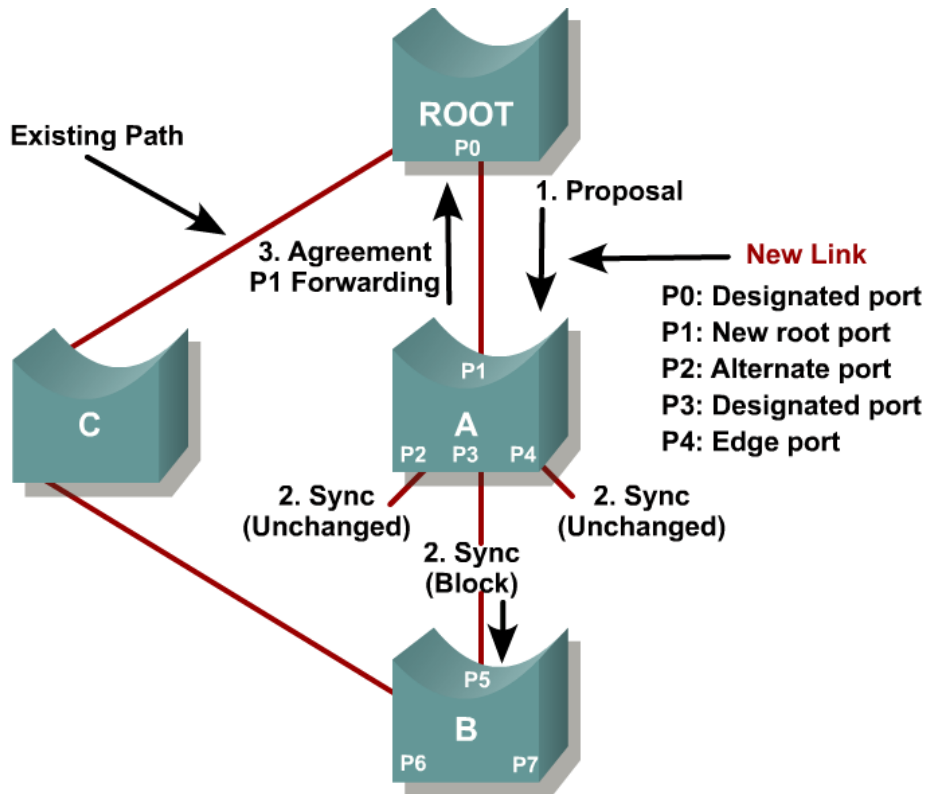 ROOT
P0
Existing Path
1. Proposal
3. Agreement
P1 Forwarding
New Link
P0: Designated port
P1: New root port
P2: Alternate port
P3: Designated port
P4: Edge port
P1
C
A
P2 P3 P4
2. Sync
(Unchanged)
2. Sync
(Unchanged)
2. Sync
(Block)
P5
B
P6 P7